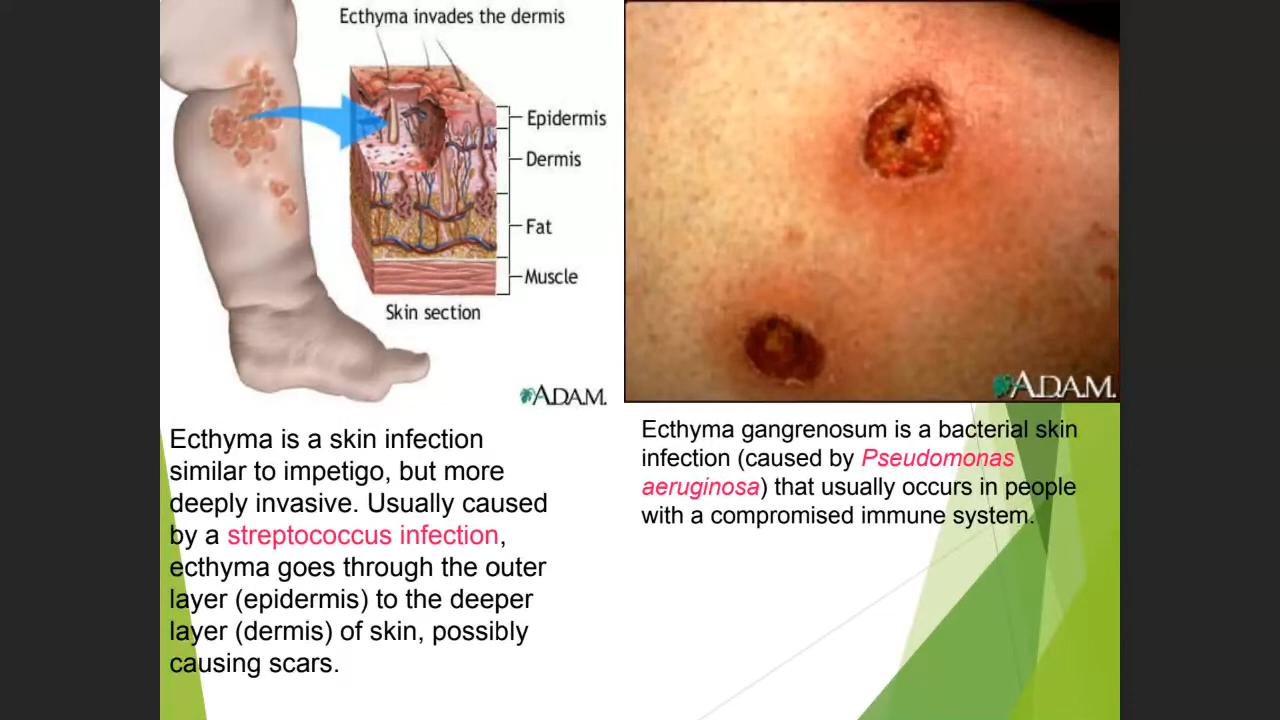 Ecthyma invades the dermis
Epidermis
Dermis
Fat
Muscle
Skin section
A.D.A.M.
A.D.A.M.
Ecthyma is a skin infection
similar to impetigo, but more
deeply invasive. Usually caused
by a streptococcus infection,
ecthyma goes through the outer
layer (epidermis) to the deeper
layer (dermis) of skin, possibly
causing scars.
Ecthyma gangrenosum is a bacterial skin
infection (caused by Pseudomonas
aeruginosa) that usually occurs in people
with a compromised immune system.